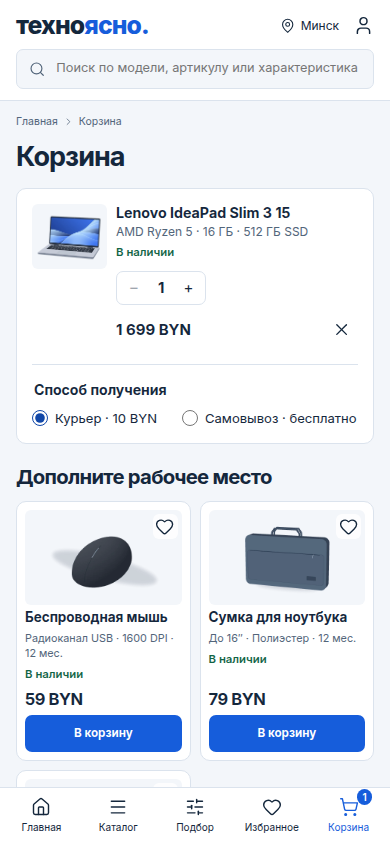 техноясно.
Минск
Поиск по модели, артикулу или характеристика
Главная > Корзина
Корзина
Lenovo IdeaPad Slim 3 15
AMD Ryzen 5 · 16 ГБ · 512 ГБ SSD
В наличии
− 1 +
1 699 BYN
Способ получения
Курьер · 10 BYN
Самовывоз · бесплатно
Дополните рабочее место
Беспроводная мышь
Радиоканал USB · 1600 DPI ·
12 мес.
В наличии
59 BYN
В корзину
Сумка для ноутбука
До 16″ · Полиэстер · 12 мес.
В наличии
79 BYN
В корзину
Главная
Каталог
Подбор
Избранное
1
Корзина